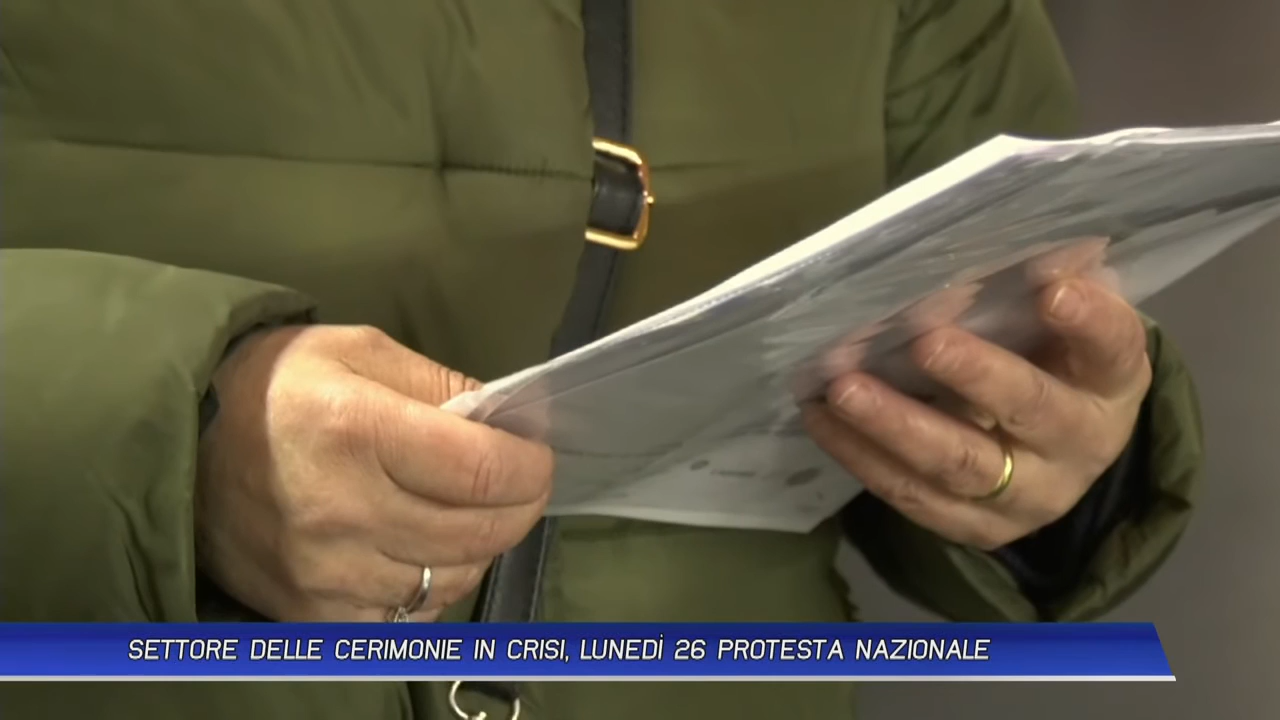 SETTORE DELLE CERIMONIE IN CRISI, LUNEDÌ 26 PROTESTA NAZIONALE